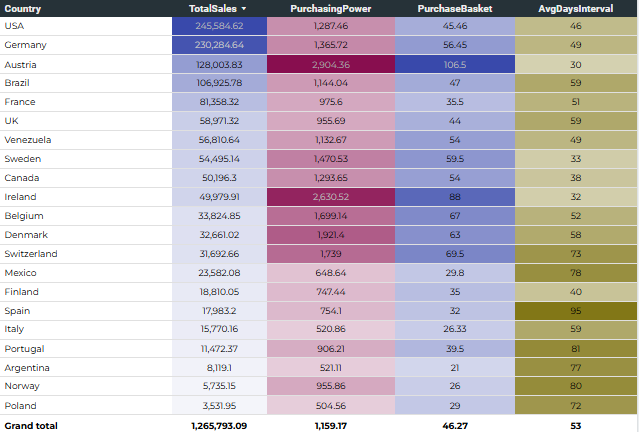 Country TotalSales PurchasingPower PurchaseBasket AvgDaysInterval
USA 245,584.62 1,287.46 45.46 46
Germany 230,284.64 1,365.72 56.45 49
Austria 128,003.83 2,904.36 106.5 30
Brazil 106,925.78 1,144.04 47 59
France 81,358.32 975.6 35.5 51
UK 58,971.32 955.69 44 59
Venezuela 56,810.64 1,132.67 54 49
Sweden 54,495.14 1,470.53 59.5 33
Canada 50,196.3 1,293.65 54 38
Ireland 49,979.91 2,630.52 88 32
Belgium 33,824.85 1,699.14 67 52
Denmark 32,661.02 1,921.4 63 58
Switzerland 31,692.66 1,739 69.5 73
Mexico 23,582.08 648.64 29.8 78
Finland 18,810.05 747.44 35 40
Spain 17,983.2 754.1 32 95
Italy 15,770.16 520.86 26.33 59
Portugal 11,472.37 906.21 39.5 81
Argentina 8,119.1 521.11 21 77
Norway 5,735.15 955.86 26 80
Poland 3,531.95 504.56 29 72
Grand total 1,265,793.09 1,159.17 46.27 53